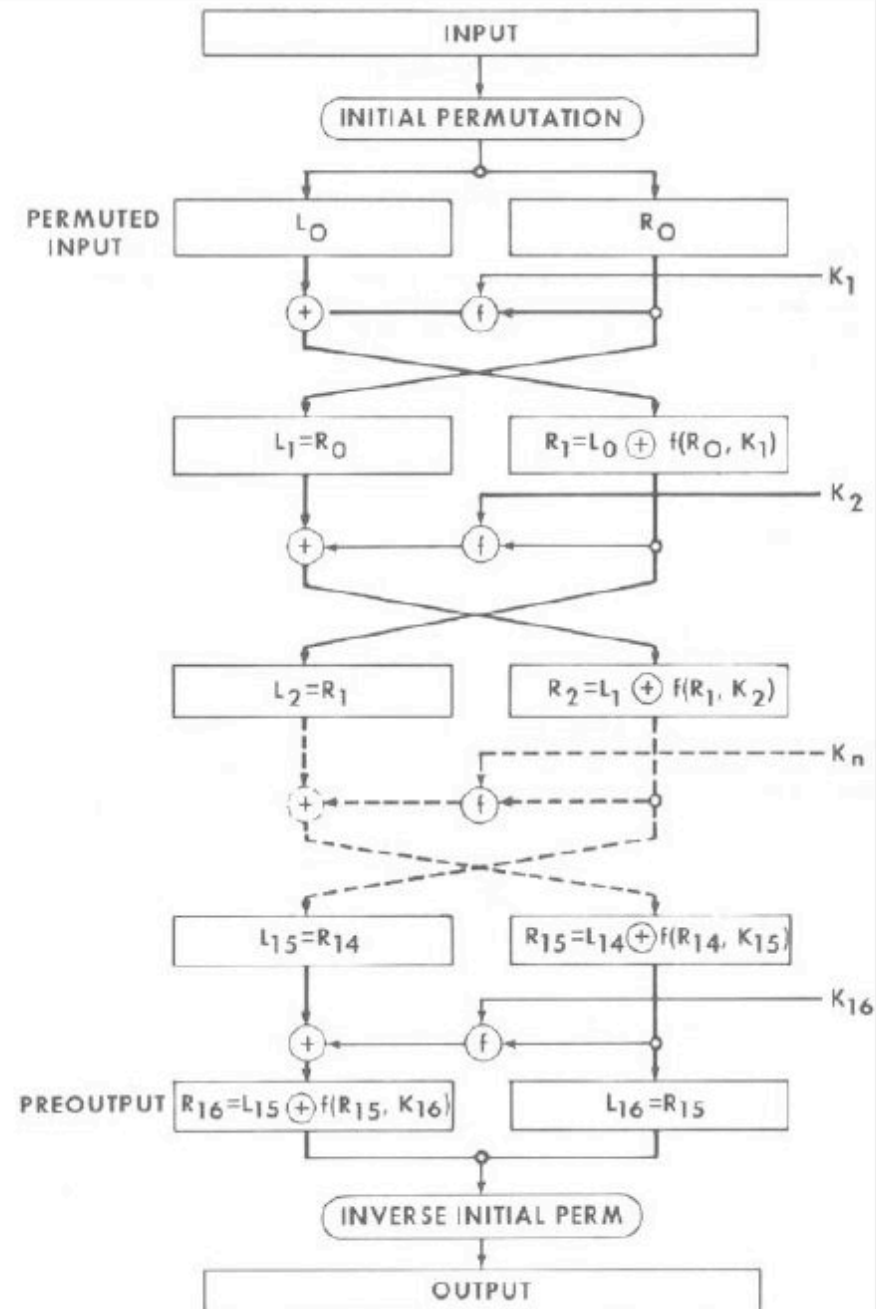 INPUT
INITIAL PERMUTATION
PERMUTED
INPUT
L₀
R₀
K₁
+
f
L₁=R₀
R₁=L₀ ⊕ f(R₀, K₁)
K₂
+
f
L₂=R₁
R₂=L₁ ⊕ f(R₁, K₂)
Kₙ
+
f
L₁₅=R₁₄
R₁₅=L₁₄⊕f(R₁₄, K₁₅)
K₁₆
+
f
PREOUTPUT
R₁₆=L₁₅⊕f(R₁₅, K₁₆)
L₁₆=R₁₅
INVERSE INITIAL PERM
OUTPUT